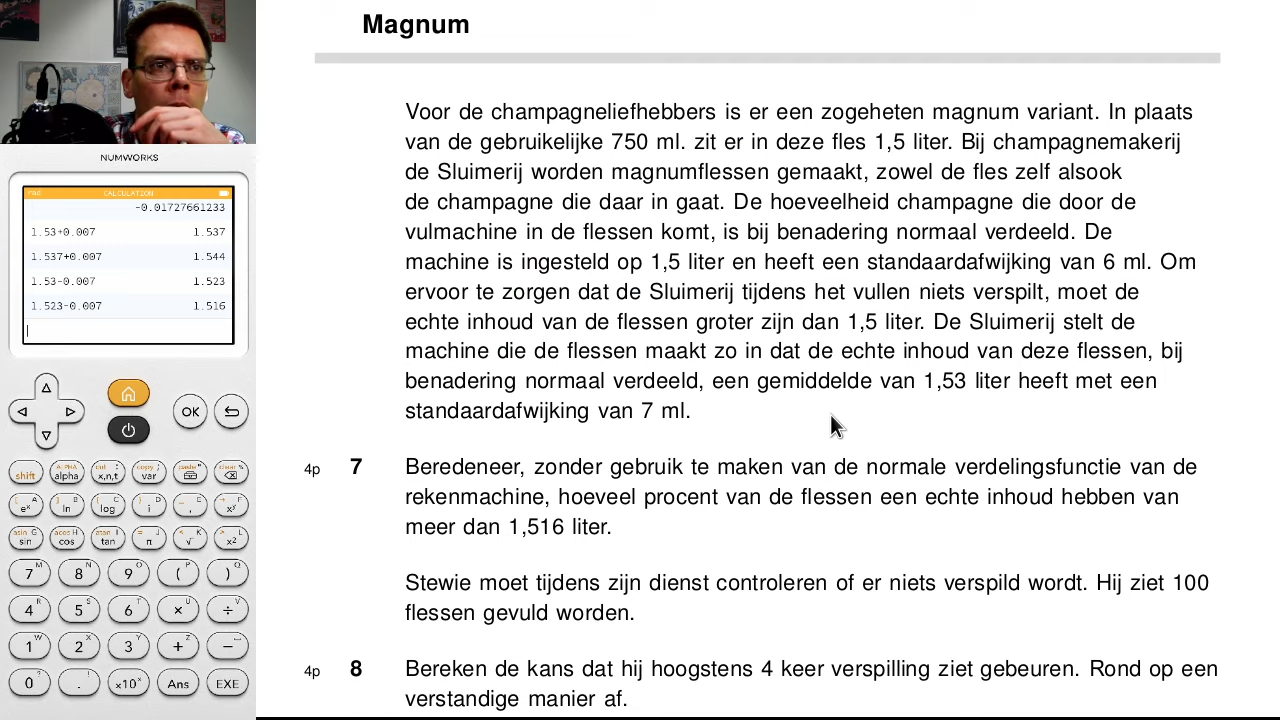 Magnum
Voor de champagneliefhebbers is er een zogeheten magnum variant. In plaats
van de gebruikelijke 750 ml. zit er in deze fles 1,5 liter. Bij champagnemakerij
de Sluimerij worden magnumflessen gemaakt, zowel de fles zelf alsook
de champagne die daar in gaat. De hoeveelheid champagne die door de
vulmachine in de flessen komt, is bij benadering normaal verdeeld. De
machine is ingesteld op 1,5 liter en heeft een standaardafwijking van 6 ml. Om
ervoor te zorgen dat de Sluimerij tijdens het vullen niets verspilt, moet de
echte inhoud van de flessen groter zijn dan 1,5 liter. De Sluimerij stelt de
machine die de flessen maakt zo in dat de echte inhoud van deze flessen, bij
benadering normaal verdeeld, een gemiddelde van 1,53 liter heeft met een
standaardafwijking van 7 ml.
4p 7 Beredeneer, zonder gebruik te maken van de normale verdelingsfunctie van de
rekenmachine, hoeveel procent van de flessen een echte inhoud hebben van
meer dan 1,516 liter.
Stewie moet tijdens zijn dienst controleren of er niets verspild wordt. Hij ziet 100
flessen gevuld worden.
4p 8 Bereken de kans dat hij hoogstens 4 keer verspilling ziet gebeuren. Rond op een
verstandige manier af.
NUMWORKS
CALCULATION
-0.01727661233
1.53+0.007 1.537
1.537+0.007 1.544
1.53-0.007 1.523
1.523-0.007 1.516
OK
shift alpha x,n,t var
ln log i , 
sin cos tan π √ x²
7 8 9 ( )
4 5 6 × ÷
1 2 3 + −
0 . ×10ˣ Ans EXE